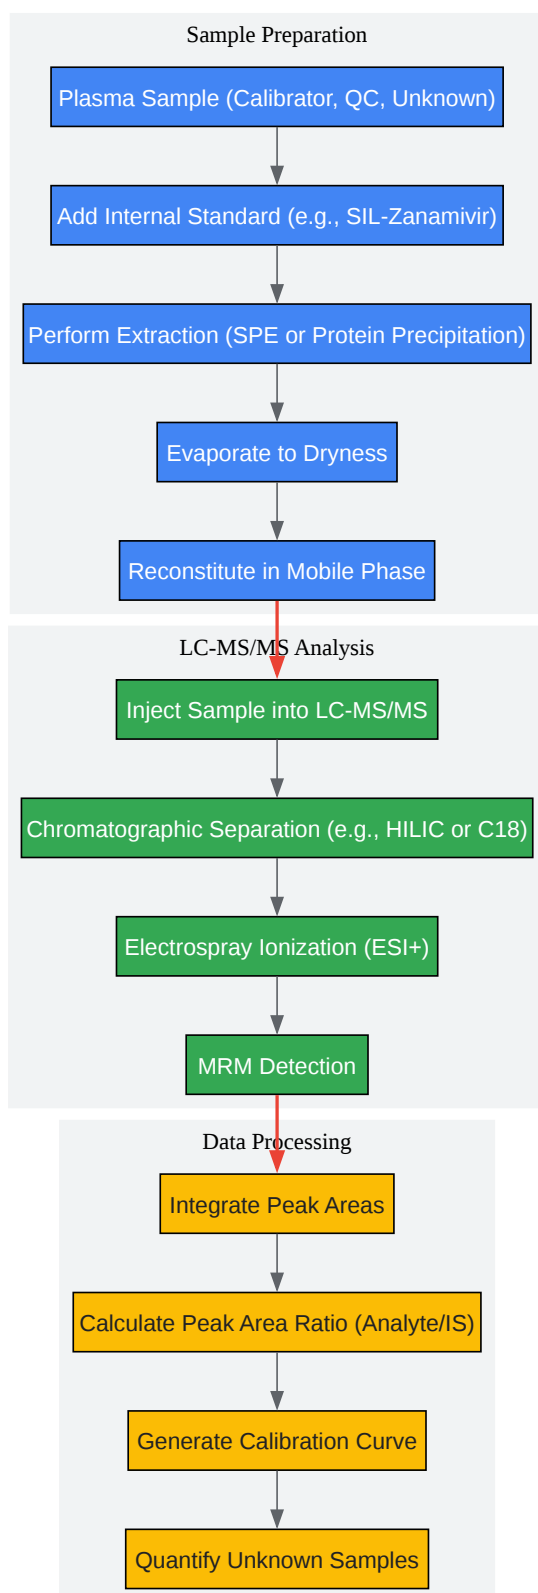 Sample Preparation
Plasma Sample (Calibrator, QC, Unknown)
Add Internal Standard (e.g., SIL-Zanamivir)
Perform Extraction (SPE or Protein Precipitation)
Evaporate to Dryness
Reconstitute in Mobile Phase
LC-MS/MS Analysis
Inject Sample into LC-MS/MS
Chromatographic Separation (e.g., HILIC or C18)
Electrospray Ionization (ESI+)
MRM Detection
Data Processing
Integrate Peak Areas
Calculate Peak Area Ratio (Analyte/IS)
Generate Calibration Curve
Quantify Unknown Samples